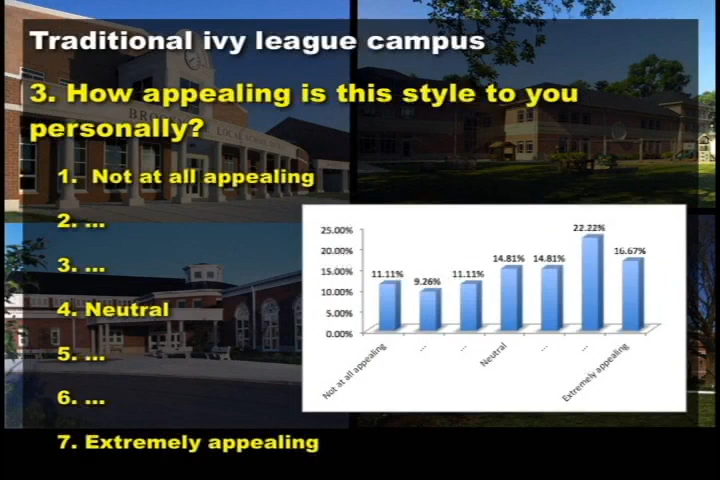 Traditional ivy league campus
3. How appealing is this style to you
personally?
1. Not at all appealing
2. ...
3. ...
4. Neutral
5. ...
6. ...
7. Extremely appealing
25.00%
20.00%
15.00%
10.00%
5.00%
0.00%
11.11%
9.26%
11.11%
14.81%
14.81%
22.22%
16.67%
Not at all appealing
...
...
Neutral
...
...
Extremely appealing
LOCAL SCHOOL